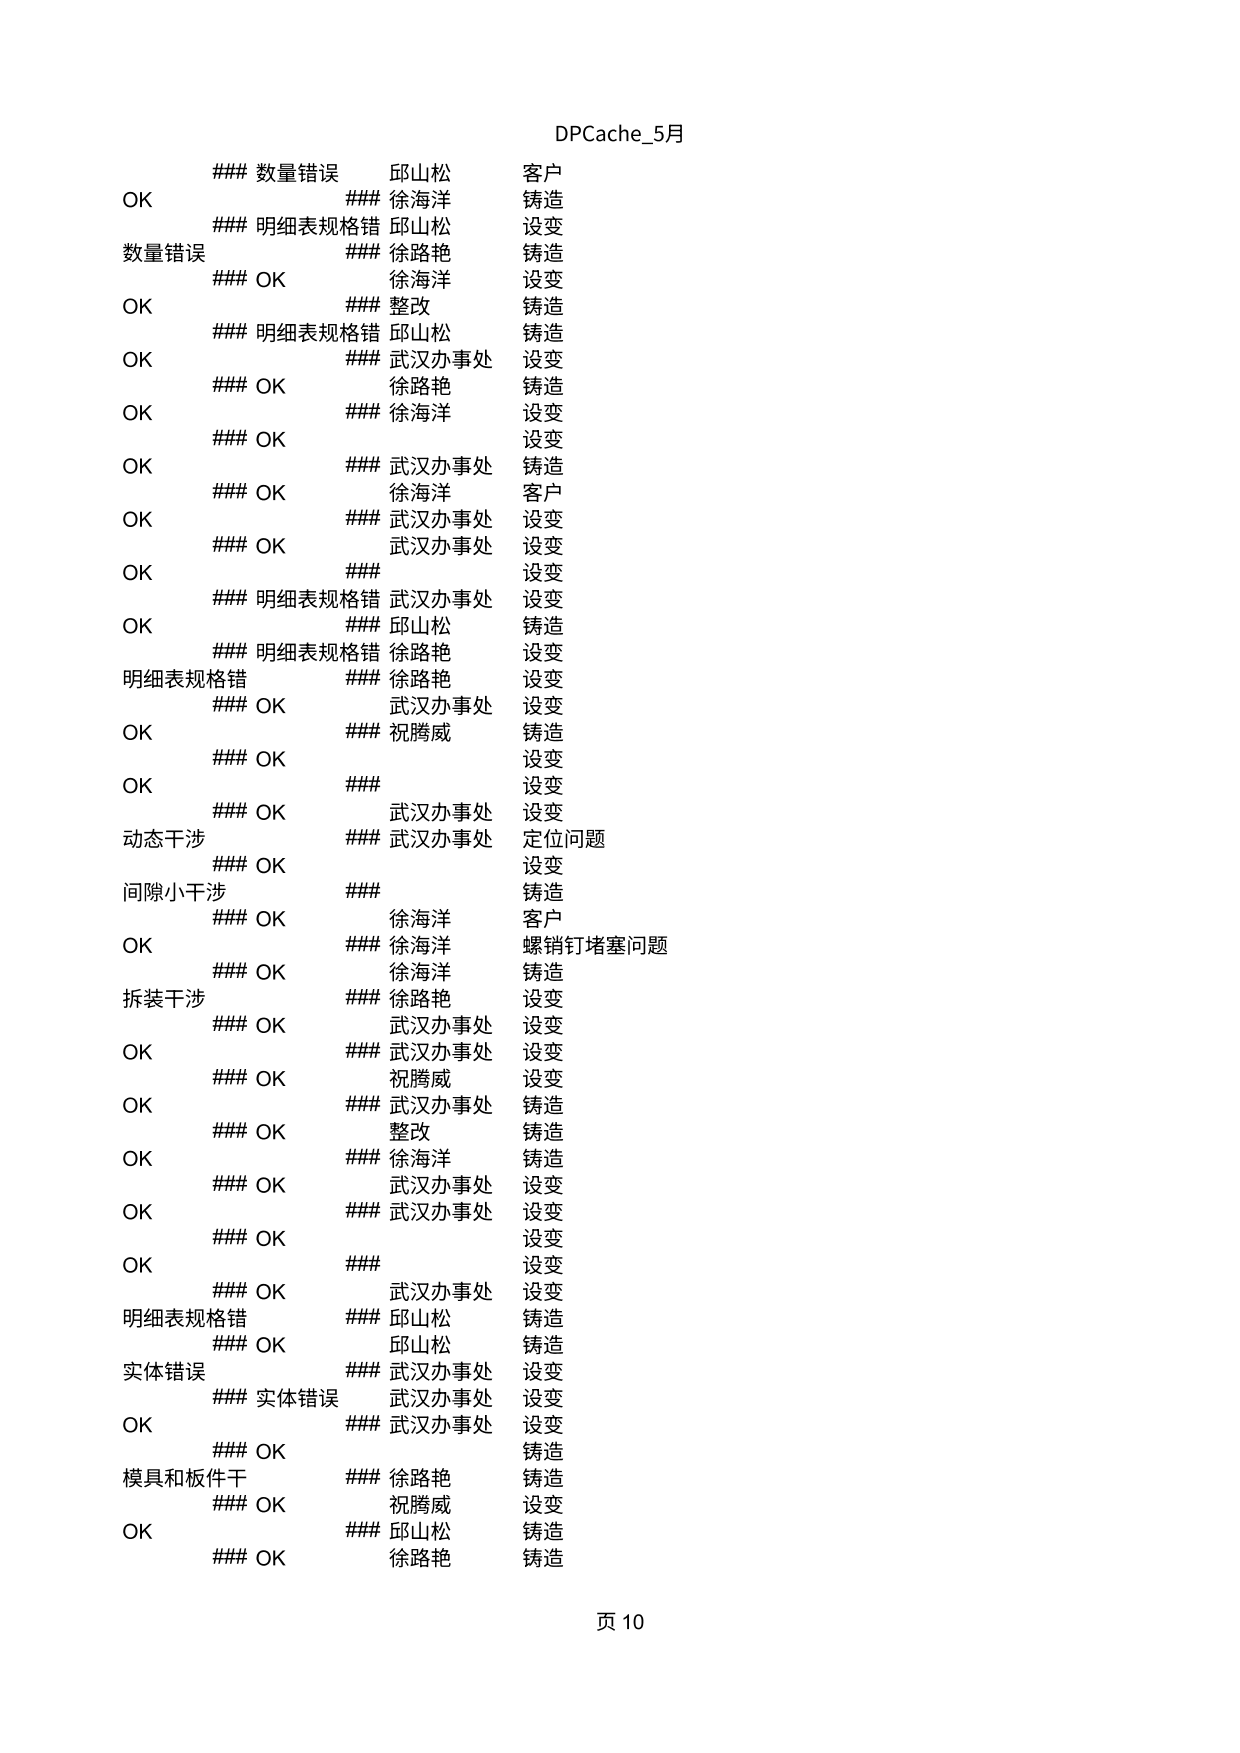 DPCache_5月
### 数量错误 邱山松 客户
OK ### 徐海洋 铸造
### 明细表规格错 邱山松 设变
数量错误 ### 徐路艳 铸造
### OK 徐海洋 设变
OK ### 整改 铸造
### 明细表规格错 邱山松 铸造
OK ### 武汉办事处 设变
### OK 徐路艳 铸造
OK ### 徐海洋 设变
### OK 设变
OK ### 武汉办事处 铸造
### OK 徐海洋 客户
OK ### 武汉办事处 设变
### OK 武汉办事处 设变
OK ### 设变
### 明细表规格错 武汉办事处 设变
OK ### 邱山松 铸造
### 明细表规格错 徐路艳 设变
明细表规格错 ### 徐路艳 设变
### OK 武汉办事处 设变
OK ### 祝腾威 铸造
### OK 设变
OK ### 设变
### OK 武汉办事处 设变
动态干涉 ### 武汉办事处 定位问题
### OK 设变
间隙小干涉 ### 铸造
### OK 徐海洋 客户
OK ### 徐海洋 螺销钉堵塞问题
### OK 徐海洋 铸造
拆装干涉 ### 徐路艳 设变
### OK 武汉办事处 设变
OK ### 武汉办事处 设变
### OK 祝腾威 设变
OK ### 武汉办事处 铸造
### OK 整改 铸造
OK ### 徐海洋 铸造
### OK 武汉办事处 设变
OK ### 武汉办事处 设变
### OK 设变
OK ### 设变
### OK 武汉办事处 设变
明细表规格错 ### 邱山松 铸造
### OK 邱山松 铸造
实体错误 ### 武汉办事处 设变
### 实体错误 武汉办事处 设变
OK ### 武汉办事处 设变
### OK 铸造
模具和板件干 ### 徐路艳 铸造
### OK 祝腾威 设变
OK ### 邱山松 铸造
### OK 徐路艳 铸造
页 10